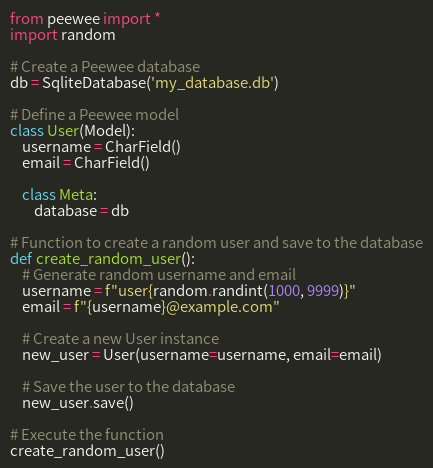 from peewee import *
import random

# Create a Peewee database
db = SqliteDatabase('my_database.db')

# Define a Peewee model
class User(Model):
    username = CharField()
    email = CharField()

    class Meta:
        database = db

# Function to create a random user and save to the database
def create_random_user():
    # Generate random username and email
    username = f"user{random.randint(1000, 9999)}"
    email = f"{username}@example.com"

    # Create a new User instance
    new_user = User(username=username, email=email)

    # Save the user to the database
    new_user.save()

# Execute the function
create_random_user()